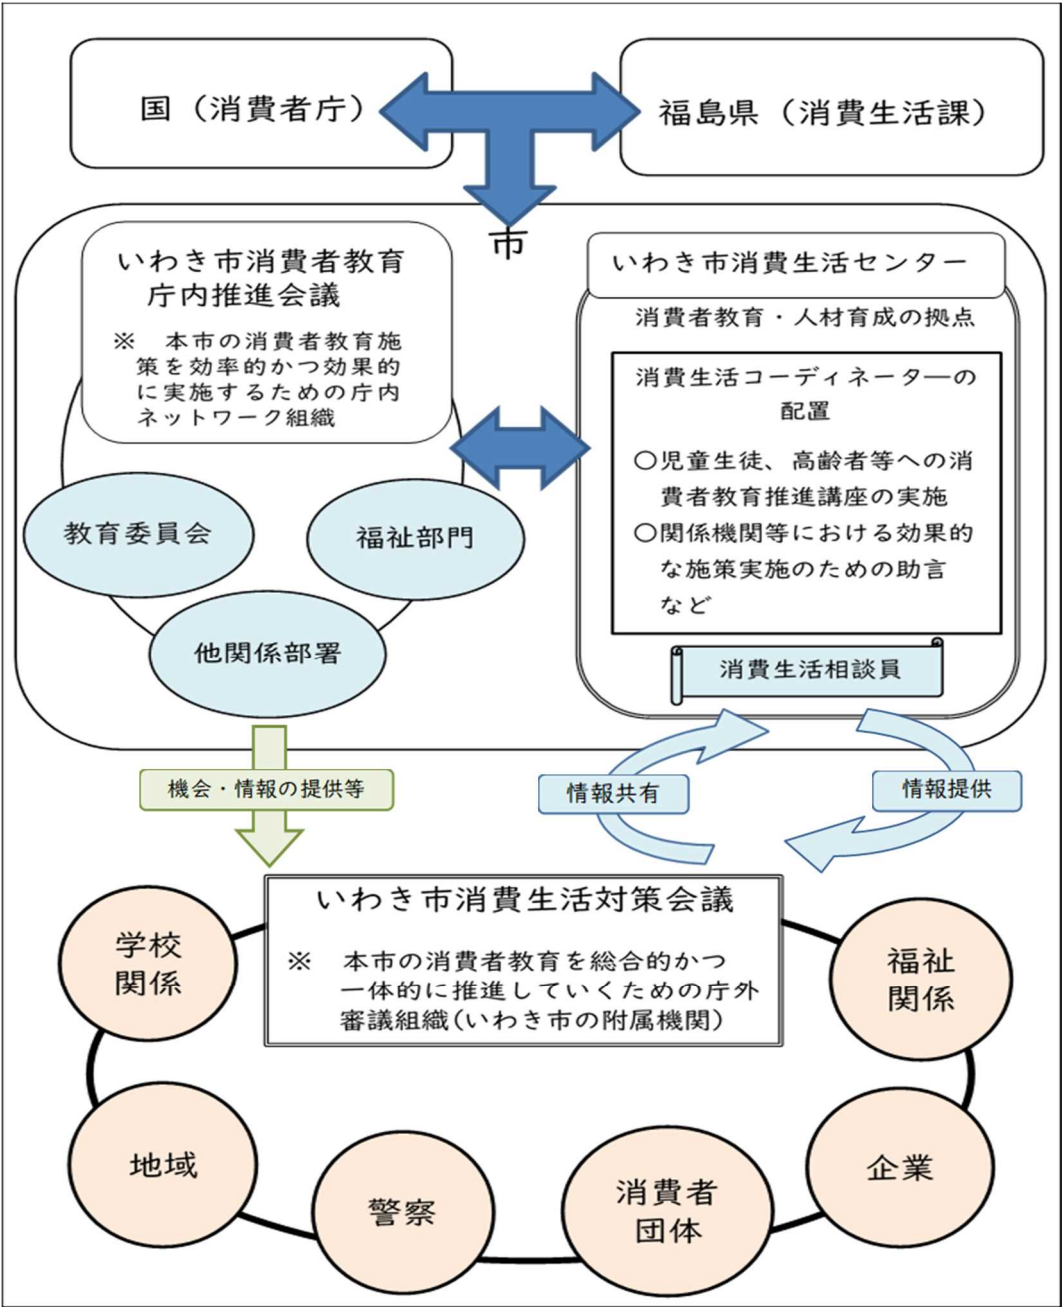 国（消費者庁）
福島県（消費生活課）
市
いわき市消費者教育
庁内推進会議
※　本市の消費者教育施
策を効率的かつ効果的
に実施するための庁内
ネットワーク組織
教育委員会
福祉部門
他関係部署
いわき市消費生活センター
消費者教育・人材育成の拠点
消費生活コーディネーターの
配置
○児童生徒、高齢者等への消
費者教育推進講座の実施
○関係機関等における効果的
な施策実施のための助言
など
消費生活相談員
機会・情報の提供等
情報共有
情報提供
いわき市消費生活対策会議
※　本市の消費者教育を総合的かつ
一体的に推進していくための庁外
審議組織(いわき市の附属機関)
学校
関係
福祉
関係
地域
警察
消費者
団体
企業